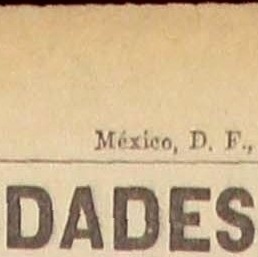 México, D. F.,
DADES